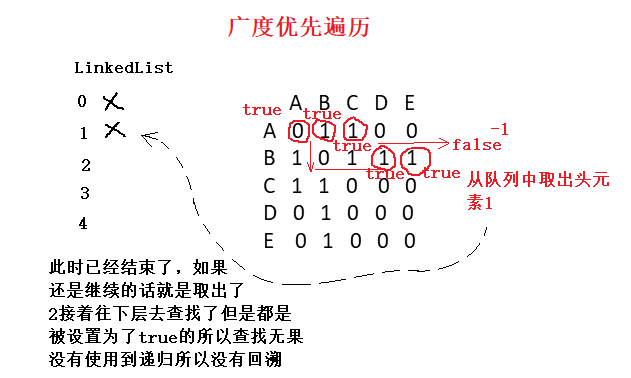 广度优先遍历
LinkedList
A B C D E
true true
0
A 0 1 1 0 0
-1
1
true
false
B 1 0 1 1 1
2
true true
从队列中取出头元
C 1 1 0 0 0
素1
3
D 0 1 0 0 0
4
E 0 1 0 0 0
此时已经结束了，如果
还是继续的话就是取出了
2接着往下层去查找了但是都是
被设置为了true的所以查找无果
没有使用到递归所以没有回溯